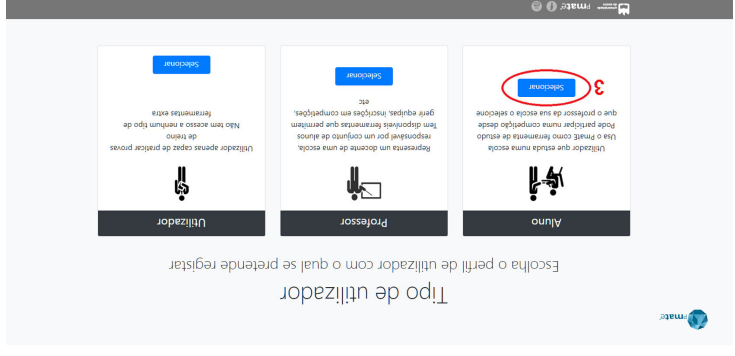 Pmate
Tipo de utilizador
Escolha o perfil de utilizador com o qual se pretende registar
Aluno
Utilizador que estuda numa escola
Usa o PmatE como ferramenta de estudo
Pode participar numa competição desde
que o professor da sua escola o selecione
Selecionar
3
Professor
Representa um docente de uma escola,
responsável por um conjunto de alunos
Tem disponíveis ferramentas que permitem
gerir equipas, inscrições em competições,
etc
Selecionar
Utilizador
Utilizador apenas capaz de praticar provas
de treino
Não tem acesso a nenhum tipo de
ferramentas extra
Selecionar
Pmate